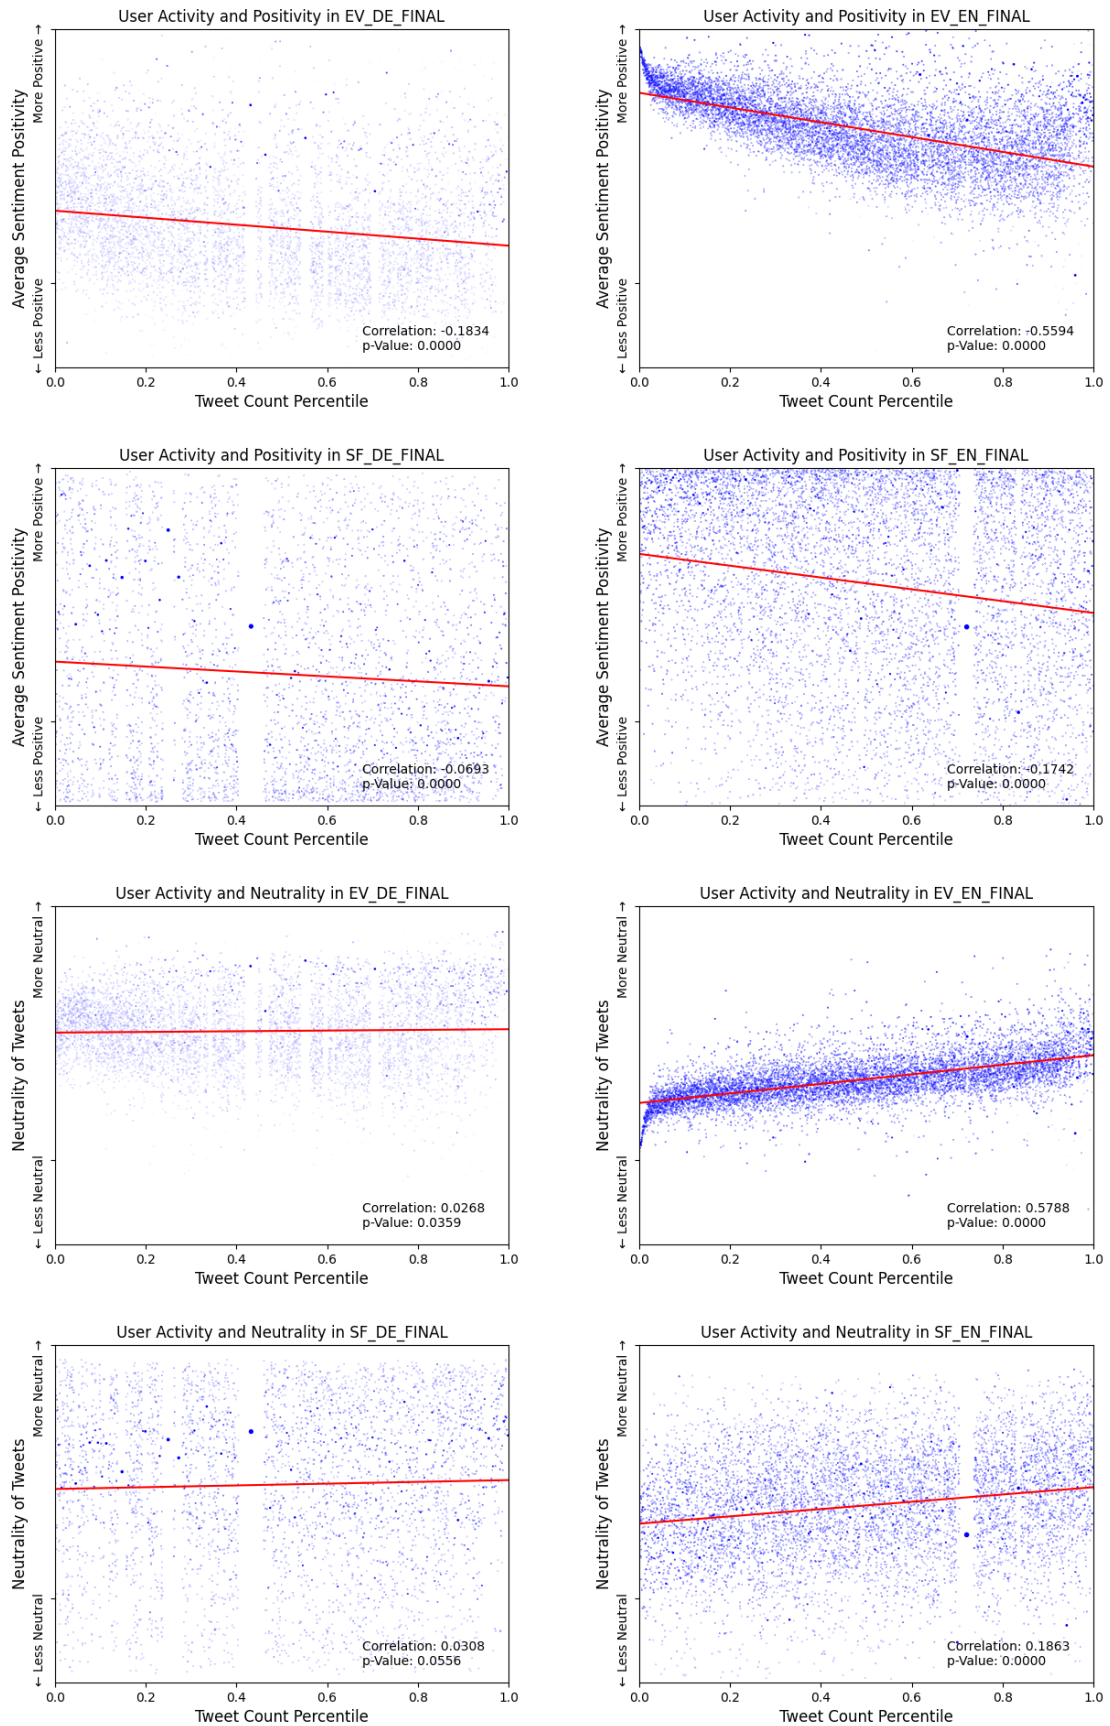 User Activity and Positivity in EV_DE_FINAL
Average Sentiment Positivity
← Less Positive
More Positive →
Correlation: -0.1834
p-Value: 0.0000
0.0 0.2 0.4 0.6 0.8 1.0
Tweet Count Percentile
User Activity and Positivity in EV_EN_FINAL
Average Sentiment Positivity
← Less Positive
More Positive →
Correlation: -0.5594
p-Value: 0.0000
0.0 0.2 0.4 0.6 0.8 1.0
Tweet Count Percentile
User Activity and Positivity in SF_DE_FINAL
Average Sentiment Positivity
← Less Positive
More Positive →
Correlation: -0.0693
p-Value: 0.0000
0.0 0.2 0.4 0.6 0.8 1.0
Tweet Count Percentile
User Activity and Positivity in SF_EN_FINAL
Average Sentiment Positivity
← Less Positive
More Positive →
Correlation: -0.1742
p-Value: 0.0000
0.0 0.2 0.4 0.6 0.8 1.0
Tweet Count Percentile
User Activity and Neutrality in EV_DE_FINAL
Neutrality of Tweets
← Less Neutral
More Neutral →
Correlation: 0.0268
p-Value: 0.0359
0.0 0.2 0.4 0.6 0.8 1.0
Tweet Count Percentile
User Activity and Neutrality in EV_EN_FINAL
Neutrality of Tweets
← Less Neutral
More Neutral →
Correlation: 0.5788
p-Value: 0.0000
0.0 0.2 0.4 0.6 0.8 1.0
Tweet Count Percentile
User Activity and Neutrality in SF_DE_FINAL
Neutrality of Tweets
← Less Neutral
More Neutral →
Correlation: 0.0308
p-Value: 0.0556
0.0 0.2 0.4 0.6 0.8 1.0
Tweet Count Percentile
User Activity and Neutrality in SF_EN_FINAL
Neutrality of Tweets
← Less Neutral
More Neutral →
Correlation: 0.1863
p-Value: 0.0000
0.0 0.2 0.4 0.6 0.8 1.0
Tweet Count Percentile